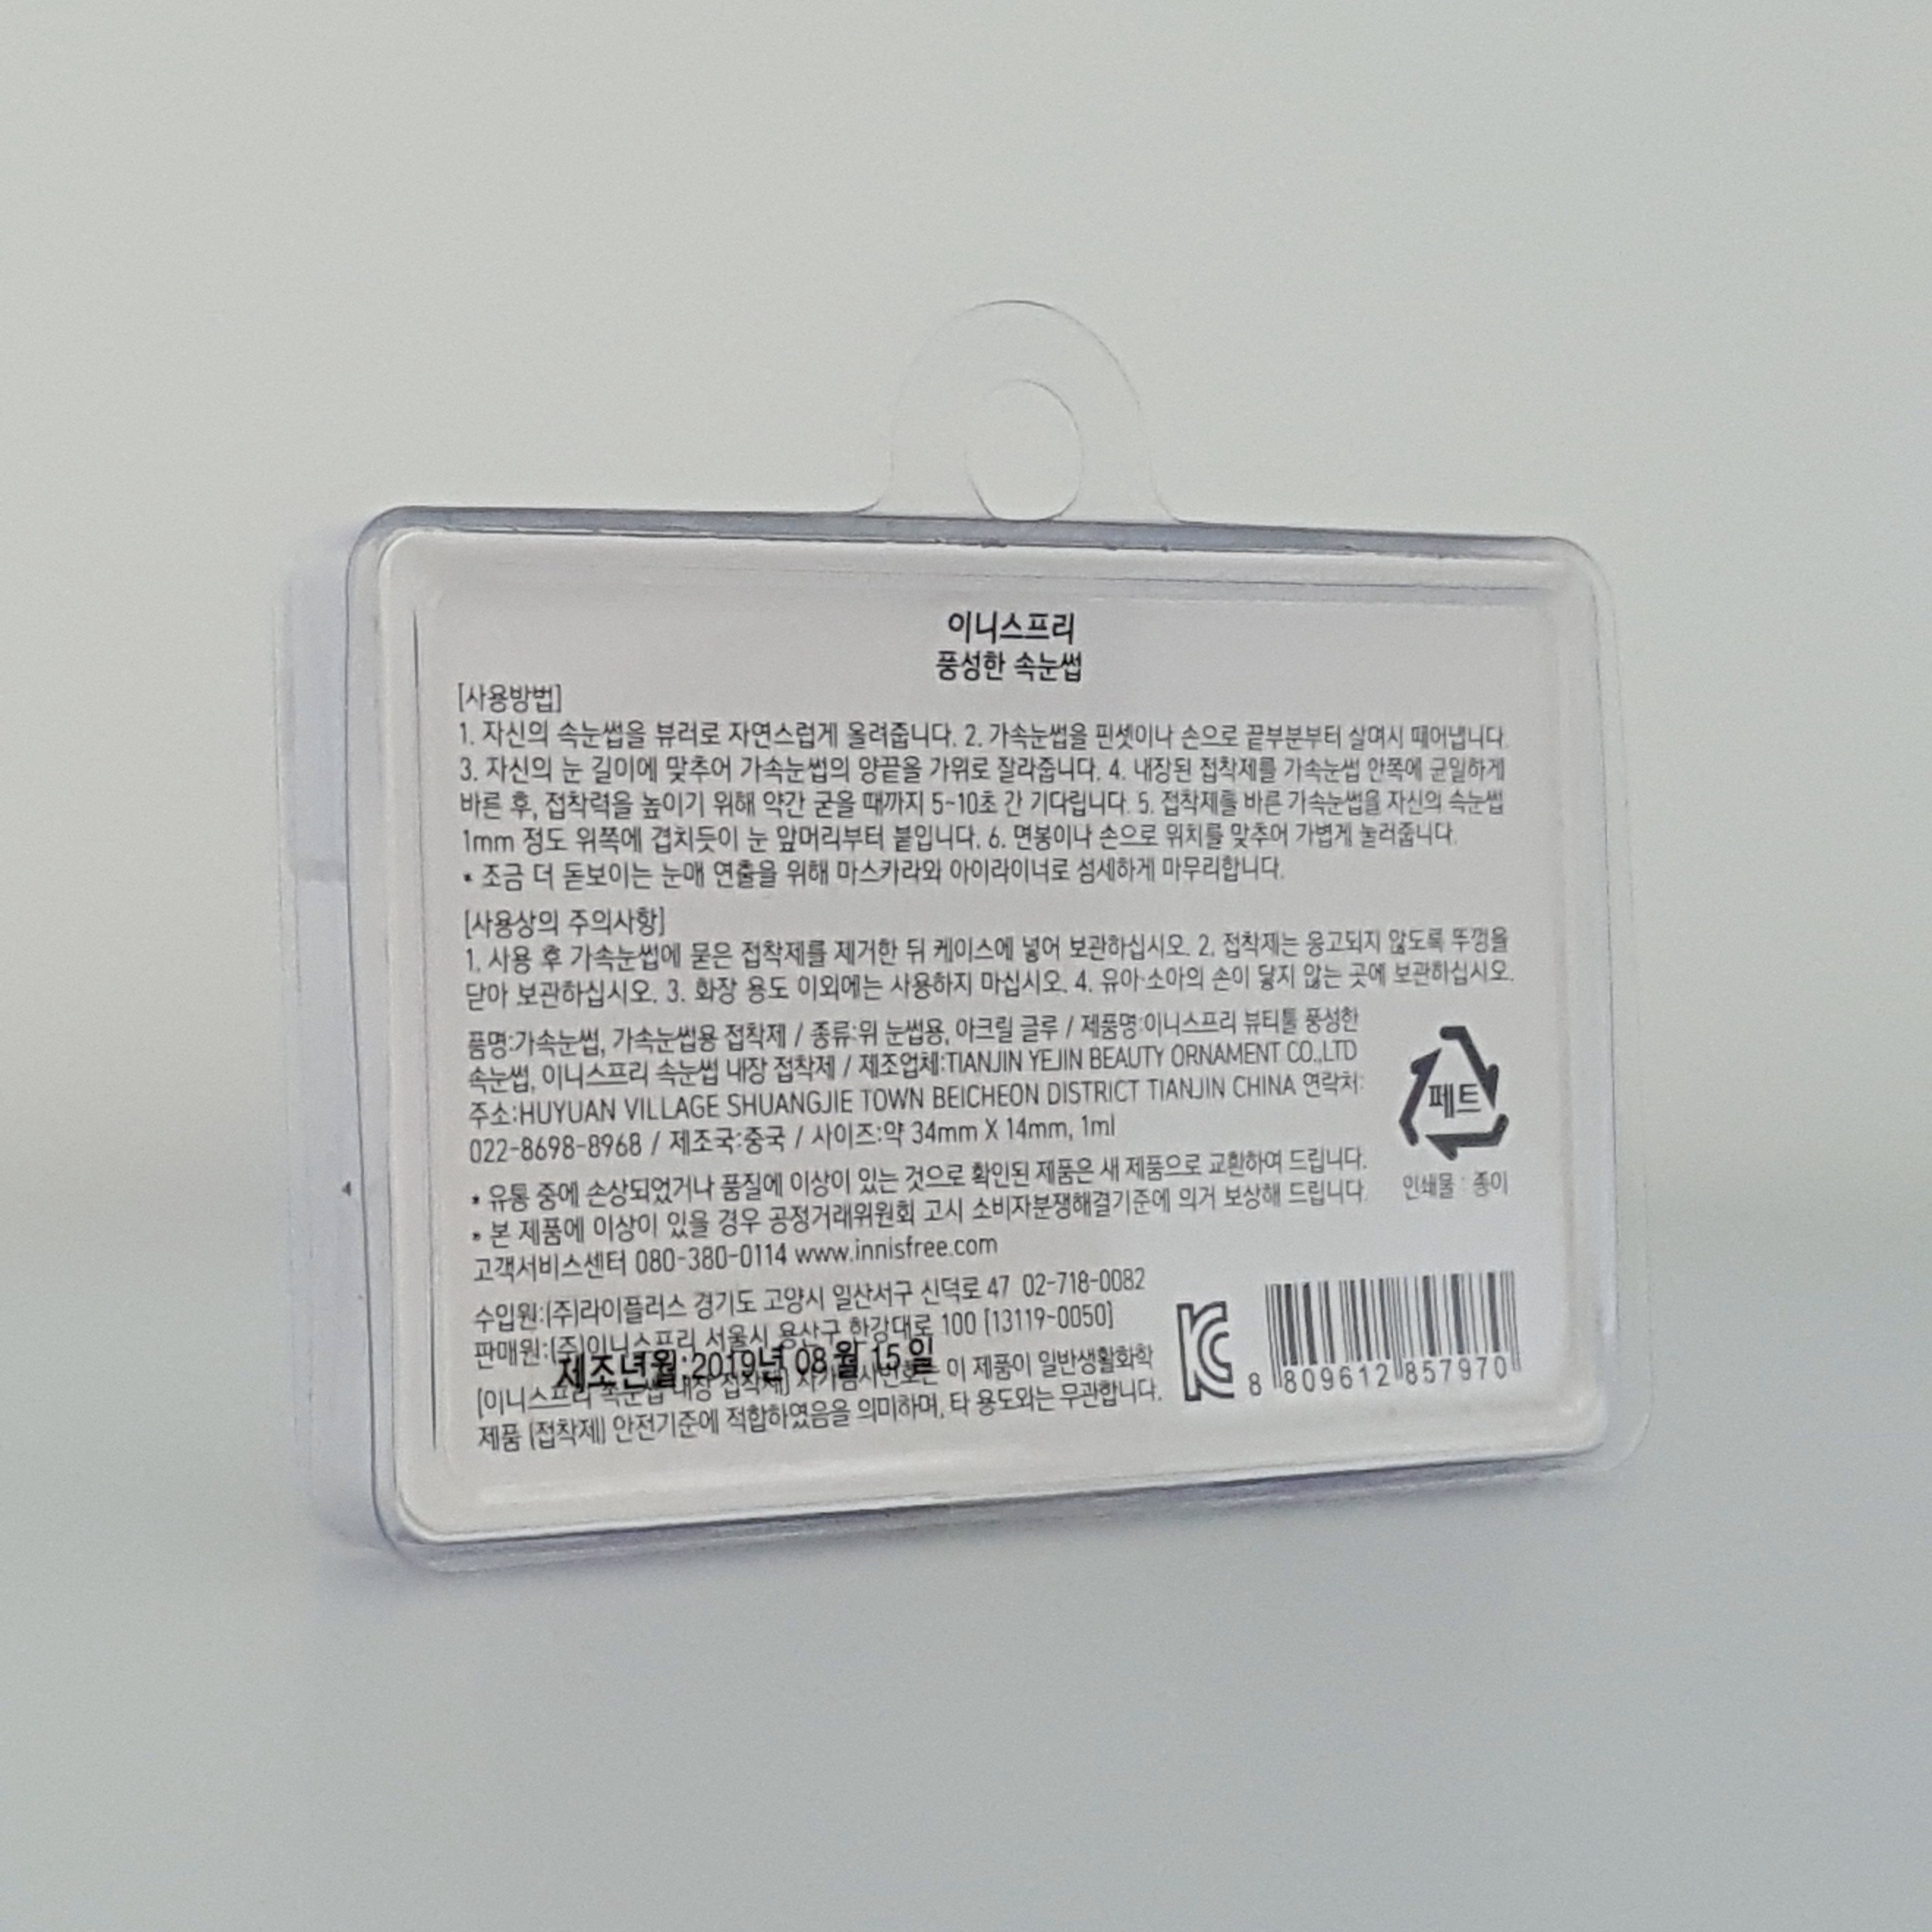 이니스프리
풍성한 속눈썹
[사용방법]
1. 자신의 속눈썹을 뷰러로 자연스럽게 올려줍니다. 2. 가속눈썹을 핀셋이나 손으로 끝부분부터 살며시 떼어냅니다.
3. 자신의 눈 길이에 맞추어 가속눈썹의 양끝을 가위로 잘라줍니다. 4. 내장된 접착제를 가속눈썹 안쪽에 균일하게
바른 후, 접착력을 높이기 위해 약간 굳을 때까지 5~10초 간 기다립니다. 5. 접착제를 바른 가속눈썹을 자신의 속눈썹
1mm 정도 위쪽에 겹치듯이 눈 앞머리부터 붙입니다. 6. 면봉이나 손으로 위치를 맞추어 가볍게 눌러줍니다.
* 조금 더 돋보이는 눈매 연출을 위해 마스카라와 아이라이너로 섬세하게 마무리합니다.
[사용상의 주의사항]
1. 사용 후 가속눈썹에 묻은 접착제를 제거한 뒤 케이스에 넣어 보관하십시오. 2. 접착제는 응고되지 않도록 뚜껑을
닫아 보관하십시오. 3. 화장 용도 이외에는 사용하지 마십시오. 4. 유아·소아의 손이 닿지 않는 곳에 보관하십시오.
품명:가속눈썹, 가속눈썹용 접착제 / 종류:위 눈썹용, 아크릴 글루 / 제품명:이니스프리 뷰티툴 풍성한
속눈썹, 이니스프리 속눈썹 내장 접착제 / 제조업체:TIANJIN YEJIN BEAUTY ORNAMENT CO.,LTD
주소:HUYUAN VILLAGE SHUANGJIE TOWN BEICHEON DISTRICT TIANJIN CHINA 연락처:
022-8698-8968 / 제조국:중국 / 사이즈:약 34mm X 14mm, 1ml
* 유통 중에 손상되었거나 품질에 이상이 있는 것으로 확인된 제품은 새 제품으로 교환하여 드립니다.
* 본 제품에 이상이 있을 경우 공정거래위원회 고시 소비자분쟁해결기준에 의거 보상해 드립니다.
고객서비스센터 080-380-0114 www.innisfree.com
페트
인쇄물 : 종이
수입원:(주)라이플러스 경기도 고양시 일산서구 신덕로 47 02-718-0082
판매원:(주)이니스프리 서울시 용산구 한강대로 100 [13119-0050]
제조년월:2019년 08월 15일
[이니스프리 속눈썹 내장 접착제] 자가검사번호는 이 제품이 일반생활화학
제품 [접착제] 안전기준에 적합하였음을 의미하며, 타 용도와는 무관합니다.
8 809612 857970